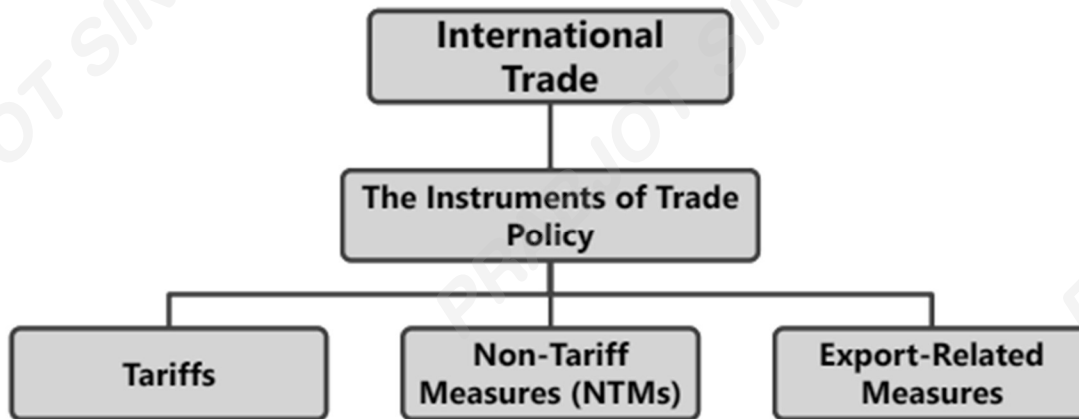 International
Trade
The Instruments of Trade
Policy
Tariffs
Non-Tariff
Measures (NTMs)
Export-Related
Measures